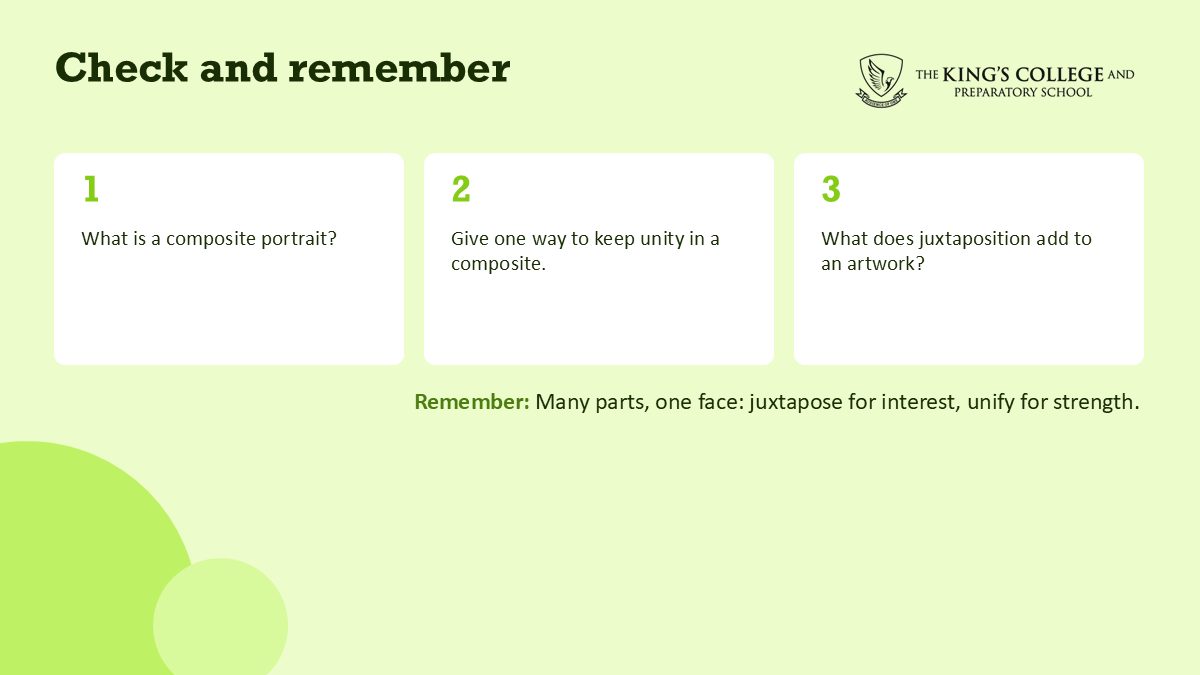 Check and remember
THE KING'S COLLEGE AND
PREPARATORY SCHOOL
1
What is a composite portrait?
2
Give one way to keep unity in a
composite.
3
What does juxtaposition add to
an artwork?
Remember: Many parts, one face: juxtapose for interest, unify for strength.